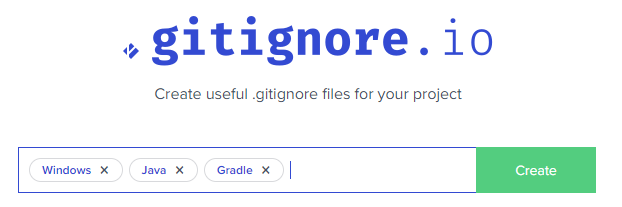 gitignore.io
Create useful .gitignore files for your project
Windows × Java × Gradle × Create